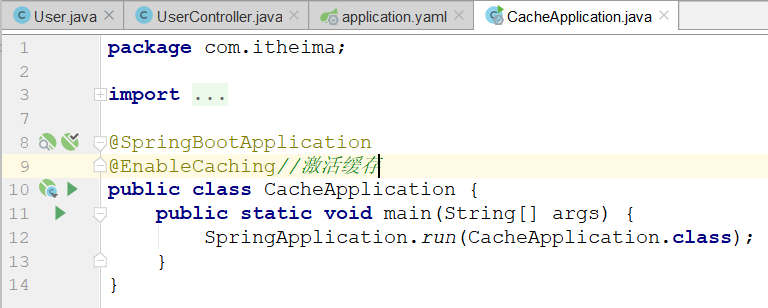 User.java UserController.java application.yaml CacheApplication.java
1 package com.itheima;
2
3 import ...
7
8 @SpringBootApplication
9 @EnableCaching//激活缓存
10 public class CacheApplication {
11     public static void main(String[] args) {
12         SpringApplication.run(CacheApplication.class);
13     }
14 }